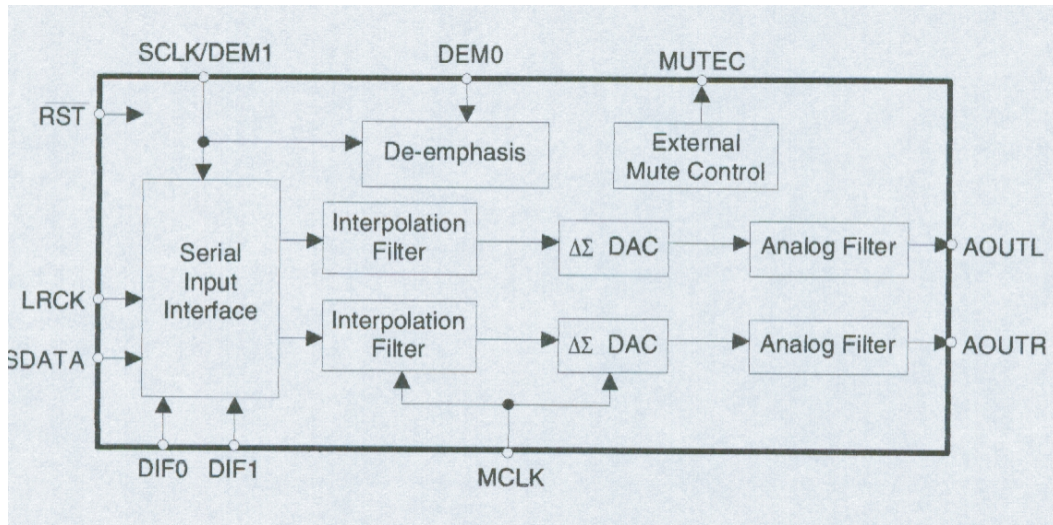 SCLK/DEM1
DEM0
MUTEC
RST
De-emphasis
External
Mute Control
Serial
Input
Interface
Interpolation
Filter
ΔΣ DAC
Analog Filter
AOUTL
LRCK
Interpolation
Filter
ΔΣ DAC
Analog Filter
AOUTR
SDATA
DIF0
DIF1
MCLK